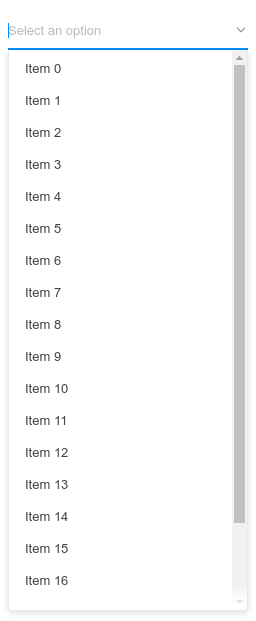 Select an option
Item 0
Item 1
Item 2
Item 3
Item 4
Item 5
Item 6
Item 7
Item 8
Item 9
Item 10
Item 11
Item 12
Item 13
Item 14
Item 15
Item 16